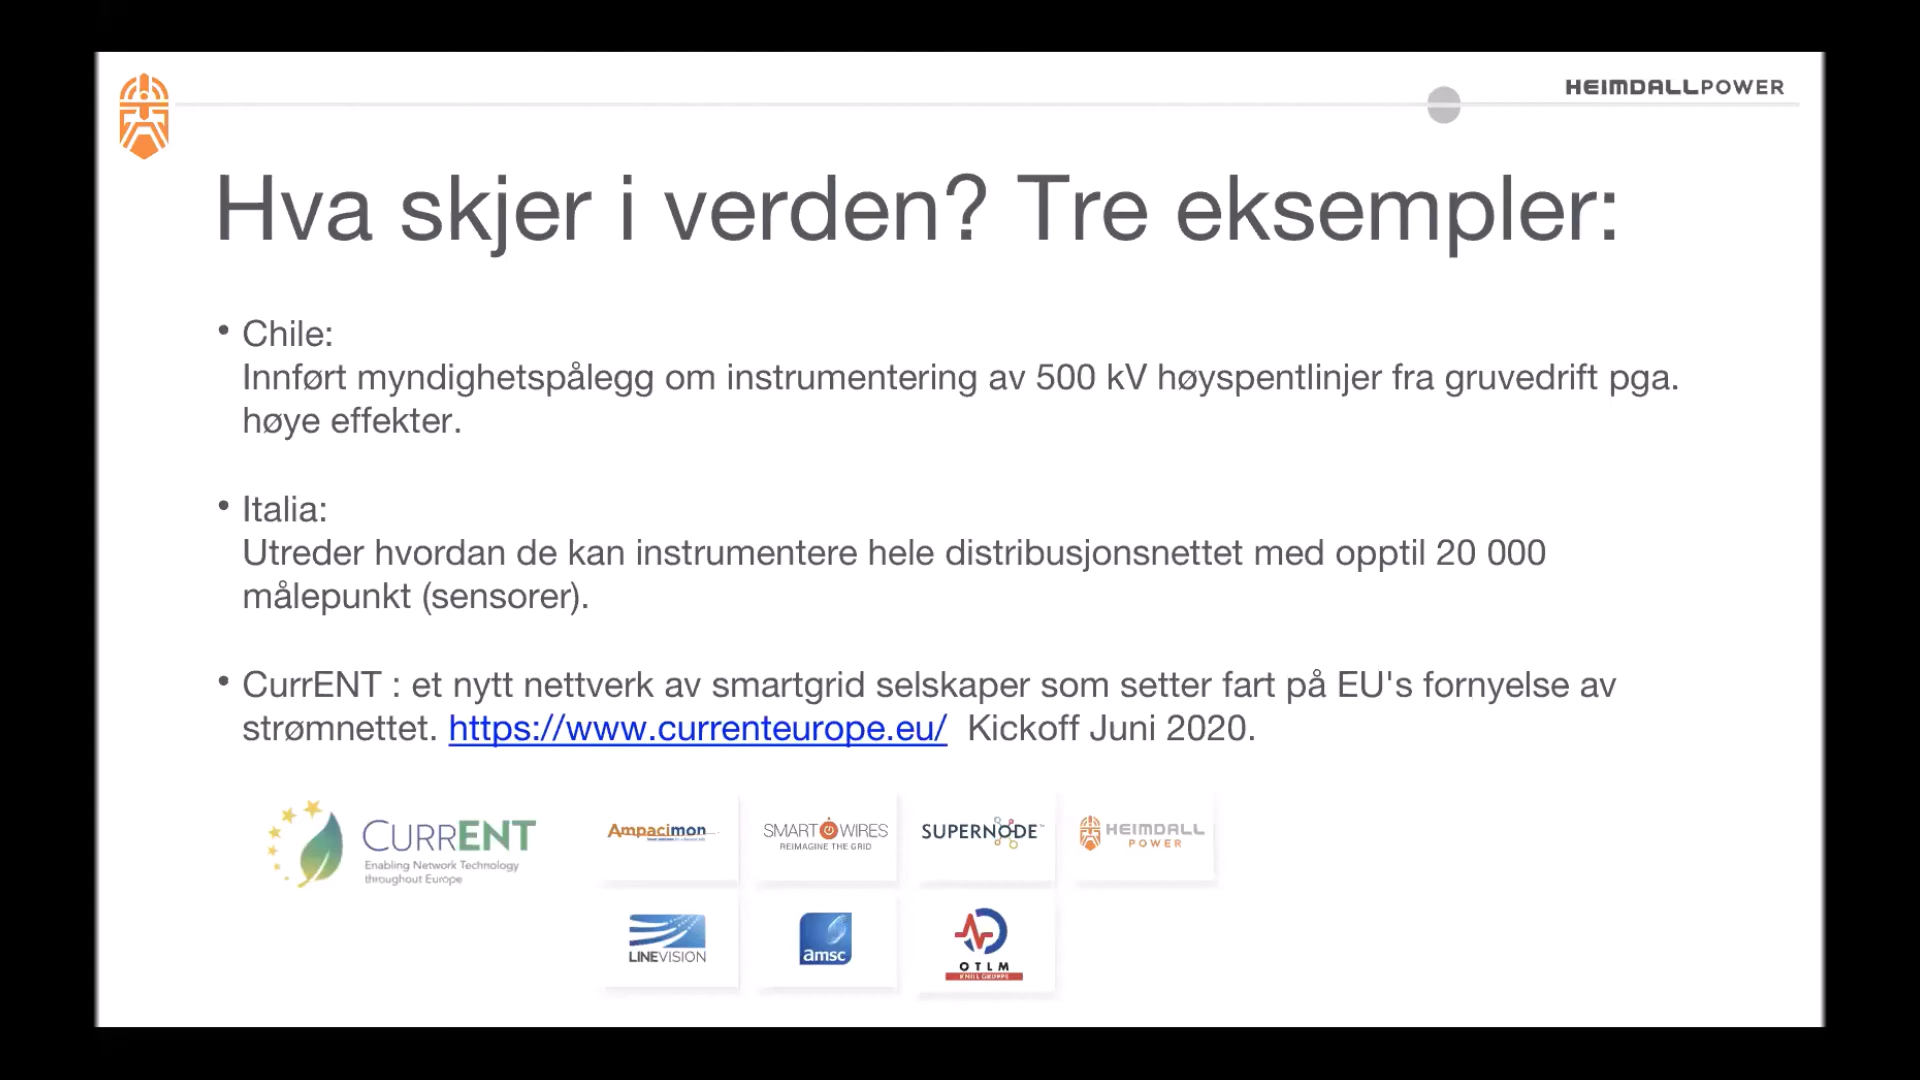 HEIMDALLPOWER
Hva skjer i verden? Tre eksempler:
• Chile:
Innført myndighetspålegg om instrumentering av 500 kV høyspentlinjer fra gruvedrift pga.
høye effekter.
• Italia:
Utreder hvordan de kan instrumentere hele distribusjonsnettet med opptil 20 000
målepunkt (sensorer).
• CurrENT : et nytt nettverk av smartgrid selskaper som setter fart på EU's fornyelse av
strømnettet. https://www.currenteurope.eu/ Kickoff Juni 2020.
CURRENT
Enabling Network Technology
throughout Europe
Ampacimon
SMART WIRES
REIMAGINE THE GRID
SUPERNODE™
HEIMDALL
POWER
LINEVISION
amsc
OTLM
KNILL GRUPPE